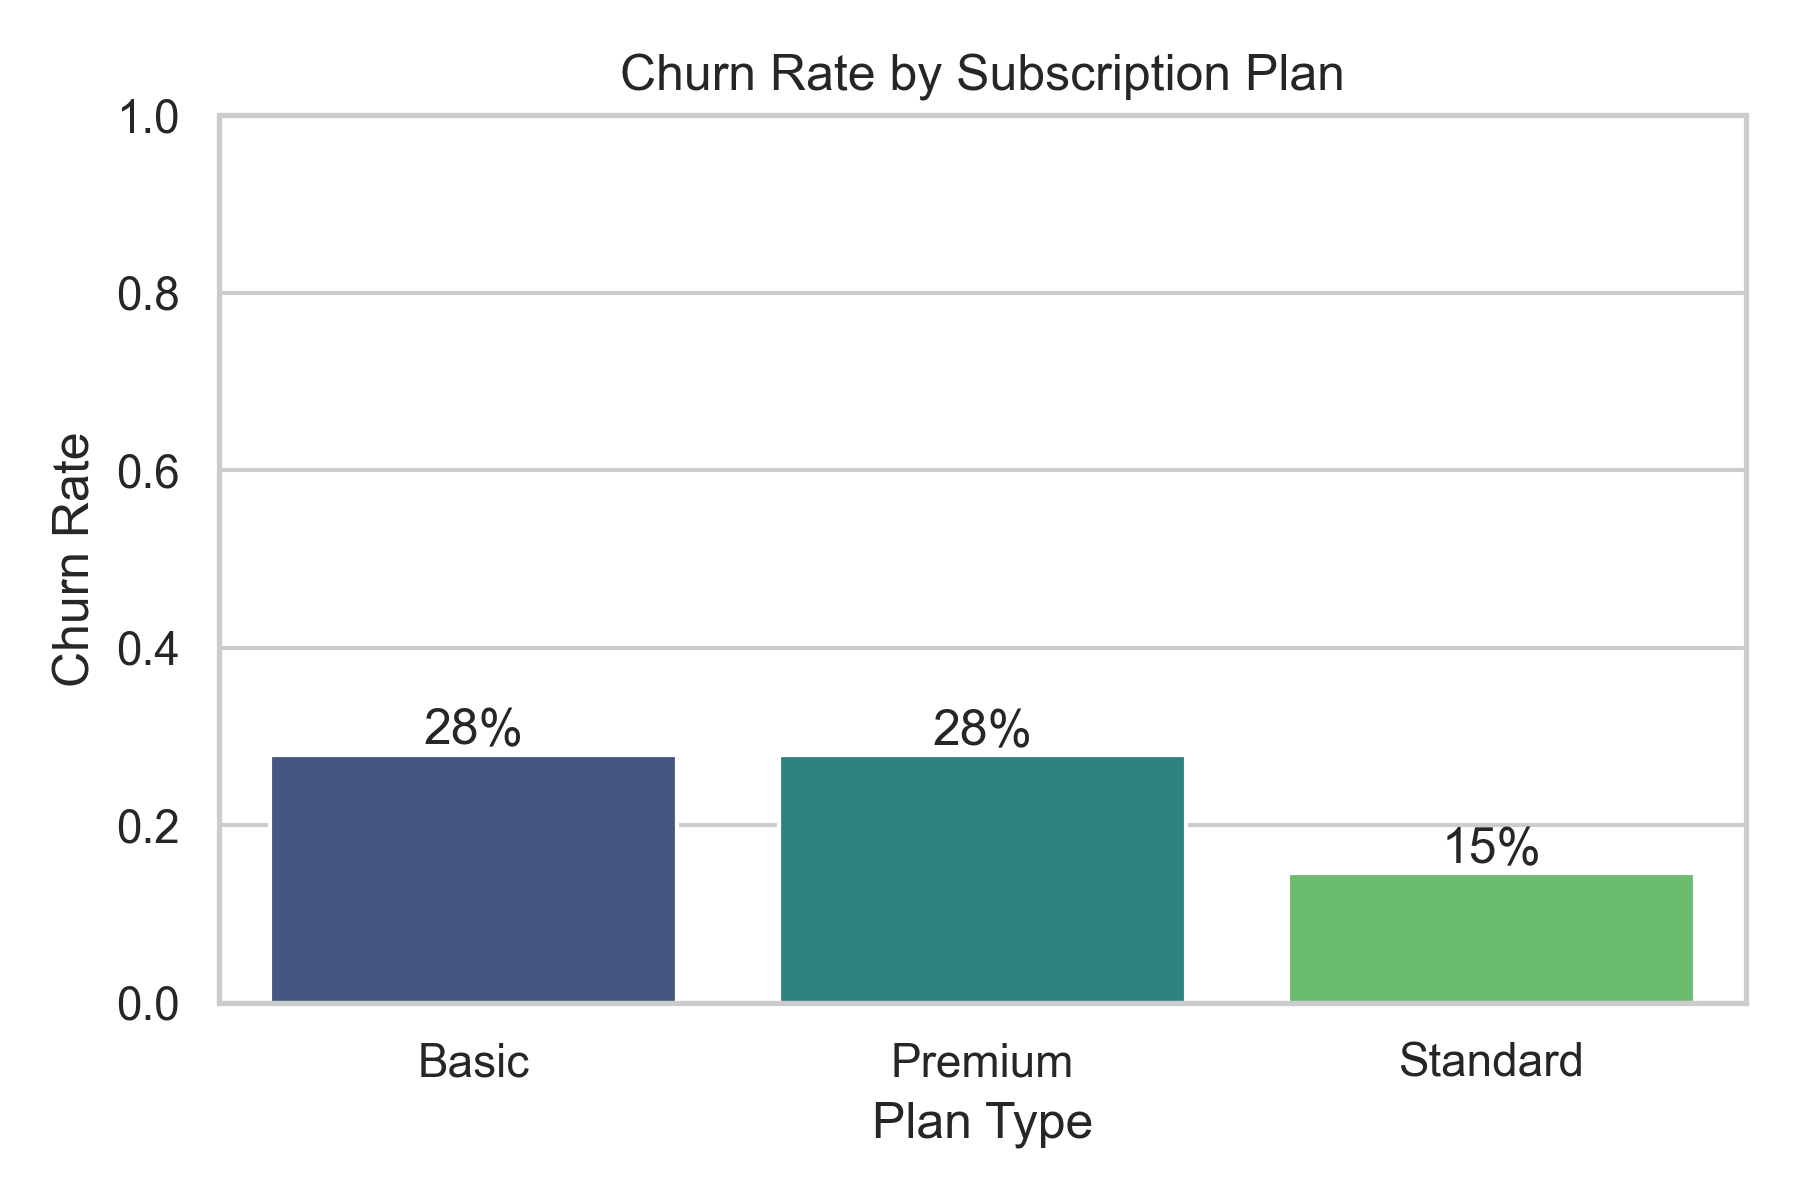 Churn Rate by Subscription Plan
1.0
0.8
0.6
0.4
0.2
0.0
Churn Rate
28%
28%
15%
Basic
Premium
Standard
Plan Type